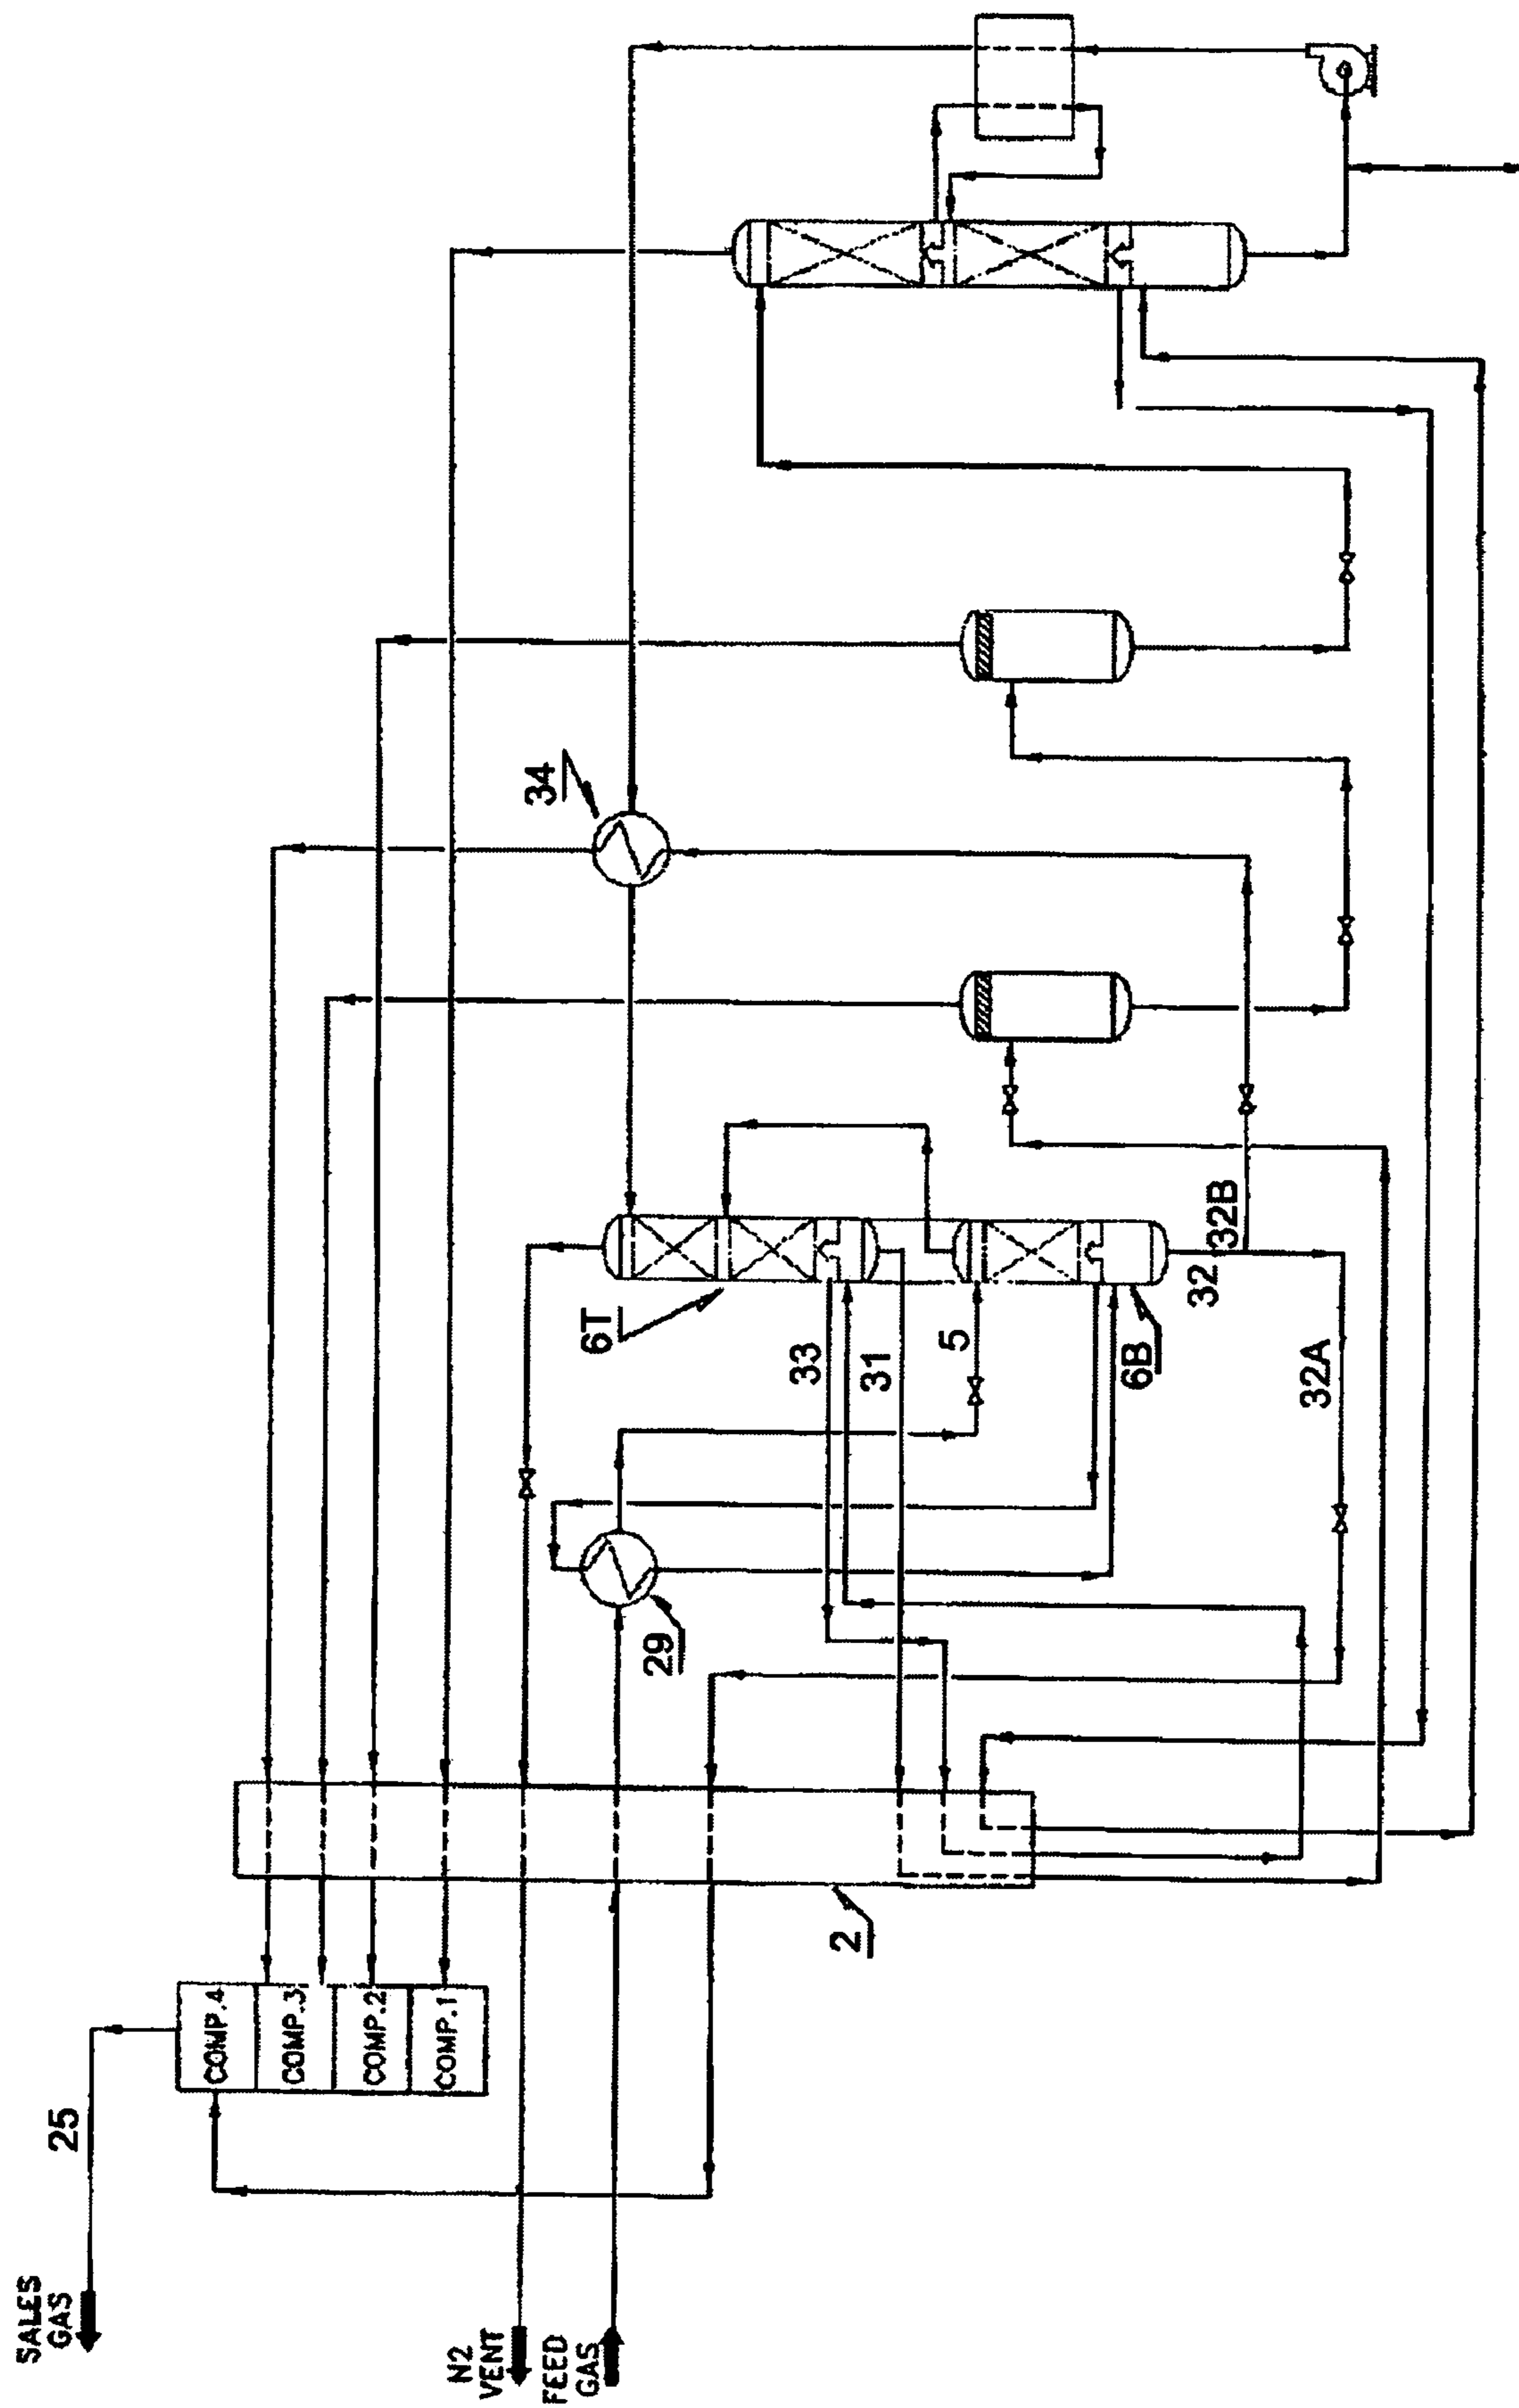 SALES
GAS
25
N2
VENT
FEED
GAS
COMP.4
COMP.3
COMP.2
COMP.1
2
29
33
31
5
6T
6B
32A
32
32B
34